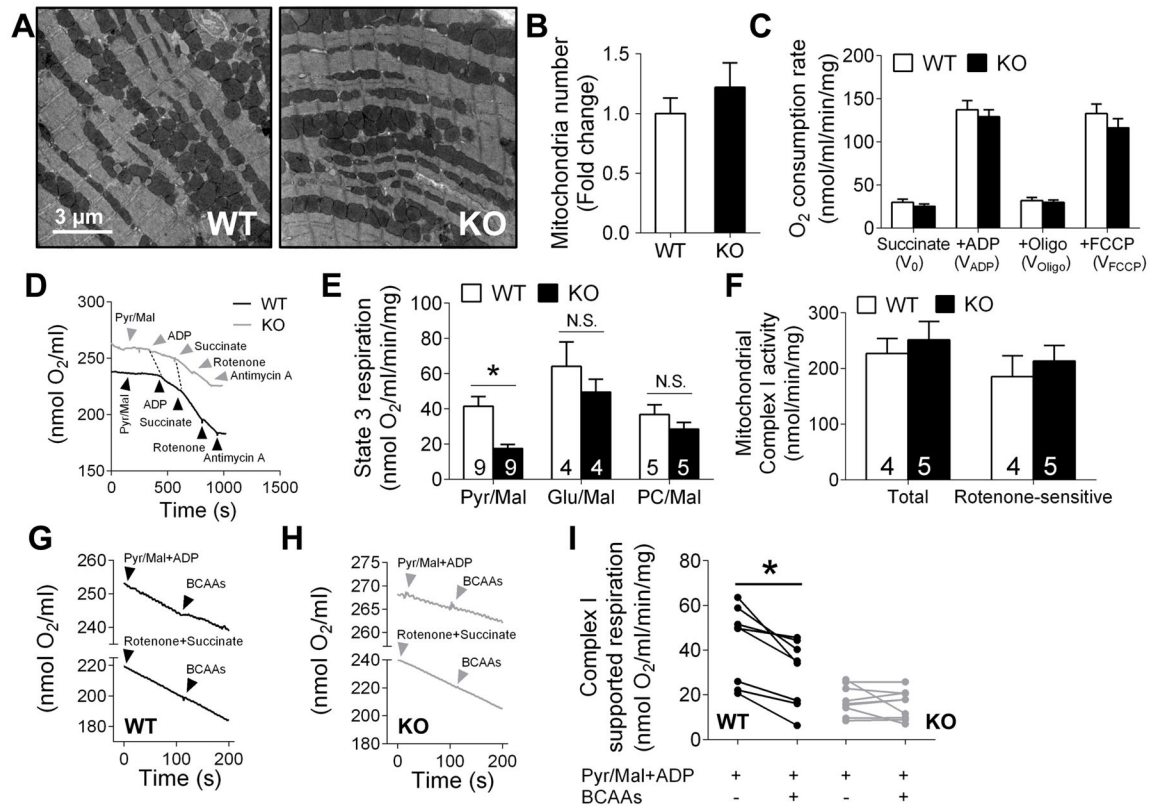 A
3 µm
WT
KO
B
Mitochondria number
(Fold change)
1.5
1.0
0.5
0.0
WT
KO
C
WT
KO
O2 consumption rate
(nmol/ml/min/mg)
200
150
100
50
0
Succinate
(V0)
+ADP
(VADP)
+Oligo
(VOligo)
+FCCP
(VFCCP)
D
(nmol O2/ml)
300
250
200
150
WT
KO
Pyr/Mal
ADP
Succinate
Rotenone
Antimycin A
Pyr/Mal
ADP
Succinate
Rotenone
Antimycin A
0
500
1000
1500
Time (s)
E
WT
KO
State 3 respiration
(nmol O2/ml/min/mg)
100
80
60
40
20
0
*
N.S.
N.S.
9
9
4
4
5
5
Pyr/Mal
Glu/Mal
PC/Mal
F
WT
KO
Mitochondrial
Complex I activity
(nmol/min/mg)
300
200
100
0
4
5
4
5
Total
Rotenone-sensitive
G
(nmol O2/ml)
260
250
240
220
200
180
Pyr/Mal+ADP
BCAAs
Rotenone+Succinate
BCAAs
WT
0
100
200
Time (s)
H
(nmol O2/ml)
275
270
265
260
240
220
200
180
Pyr/Mal+ADP
BCAAs
Rotenone+Succinate
BCAAs
KO
0
100
200
Time (s)
I
Complex I
supported respiration
(nmol O2/ml/min/mg)
80
60
40
20
0
*
WT
KO
Pyr/Mal+ADP + + + +
BCAAs - + - +